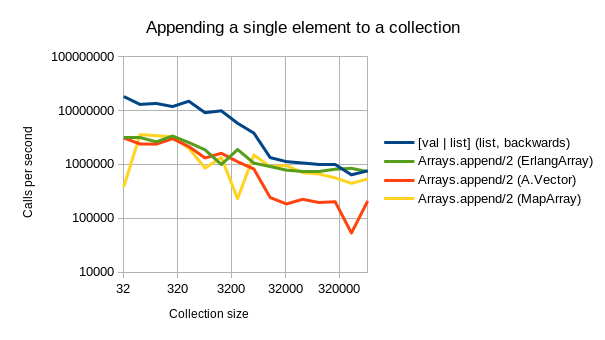 Appending a single element to a collection
100000000
10000000
1000000
100000
10000
Calls per second
32
320
3200
32000
320000
Collection size
[val | list] (list, backwards)
Arrays.append/2 (ErlangArray)
Arrays.append/2 (A.Vector)
Arrays.append/2 (MapArray)